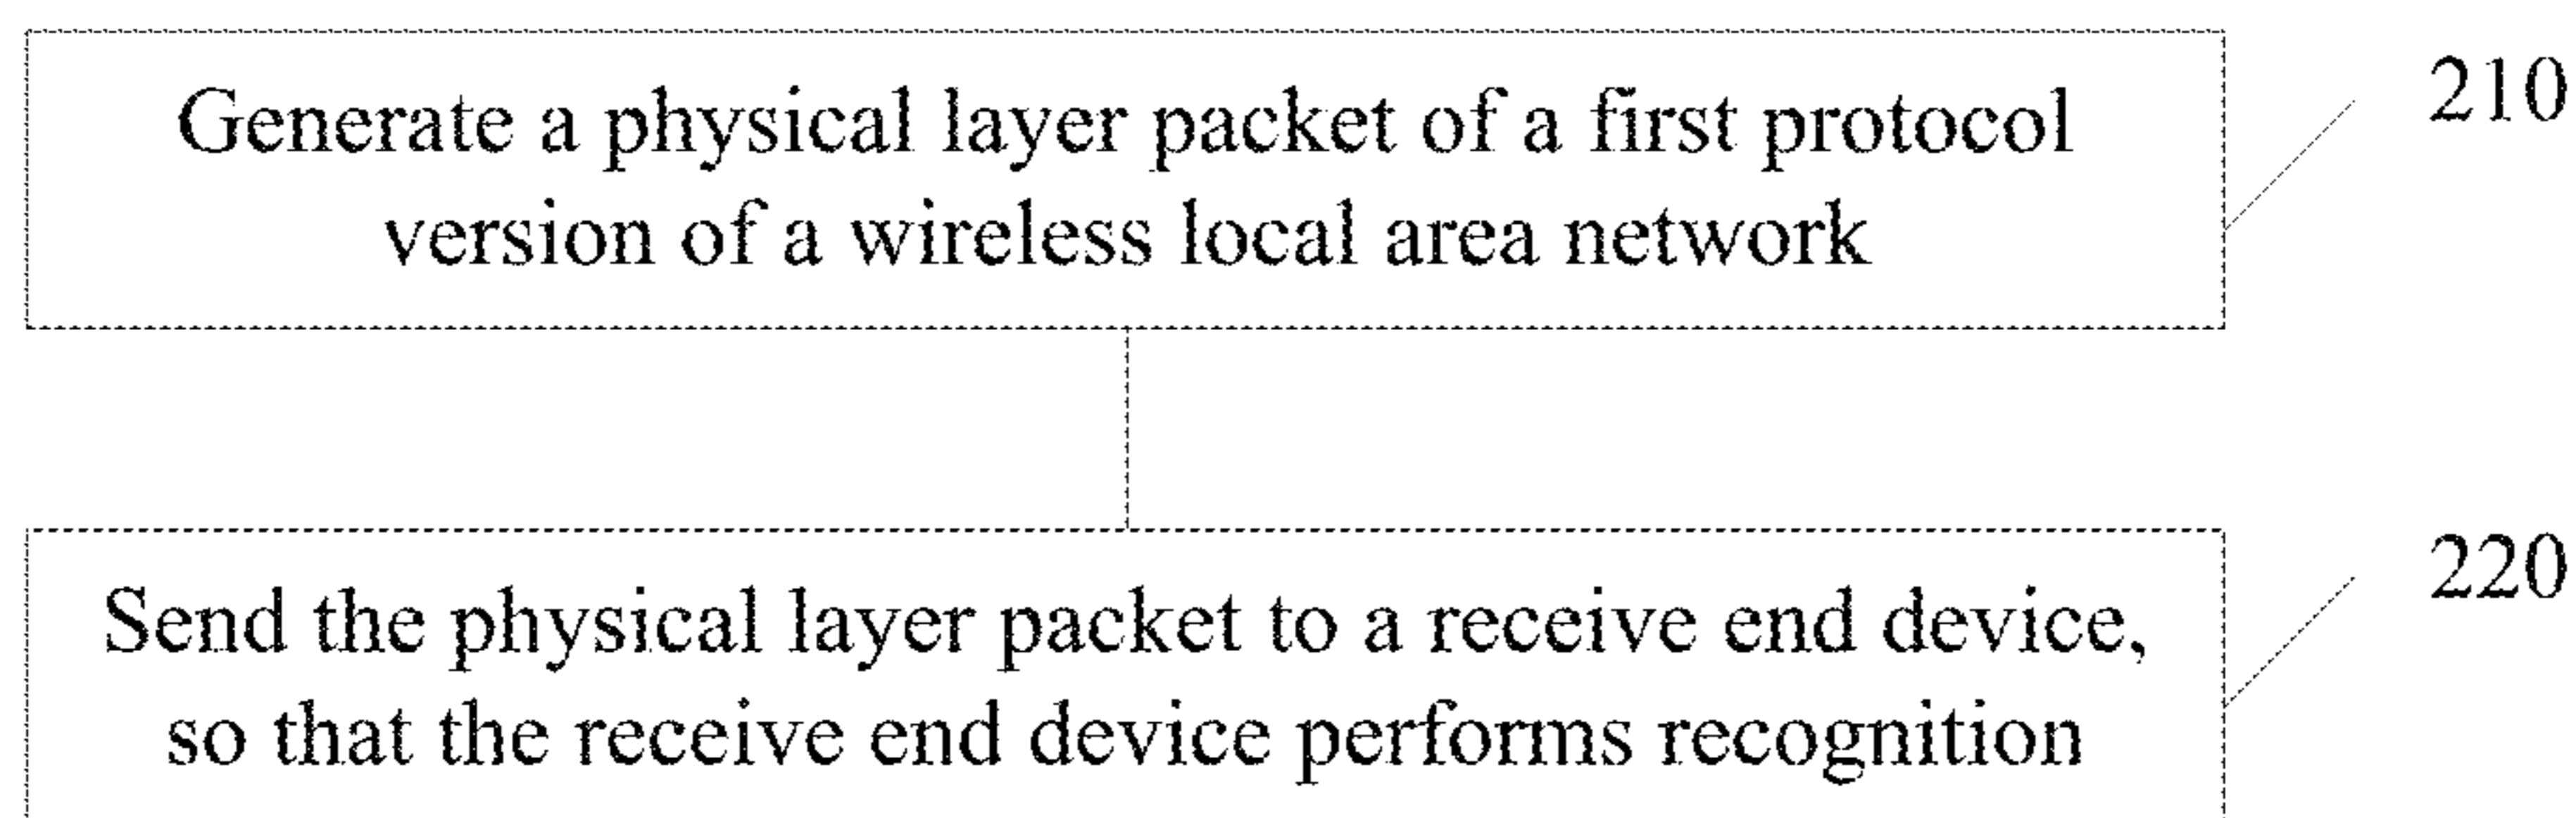 Generate a physical layer packet of a first protocol
version of a wireless local area network
210
Send the physical layer packet to a receive end device,
so that the receive end device performs recognition
220